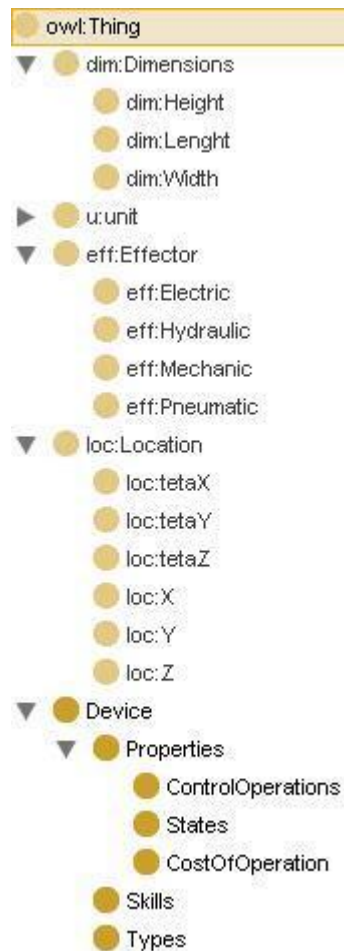 owl:Thing
dim:Dimensions
dim:Height
dim:Lenght
dim:Width
u:unit
eff:Effector
eff:Electric
eff:Hydraulic
eff:Mechanic
eff:Pneumatic
loc:Location
loc:tetaX
loc:tetaY
loc:tetaZ
loc:X
loc:Y
loc:Z
Device
Properties
ControlOperations
States
CostOfOperation
Skills
Types